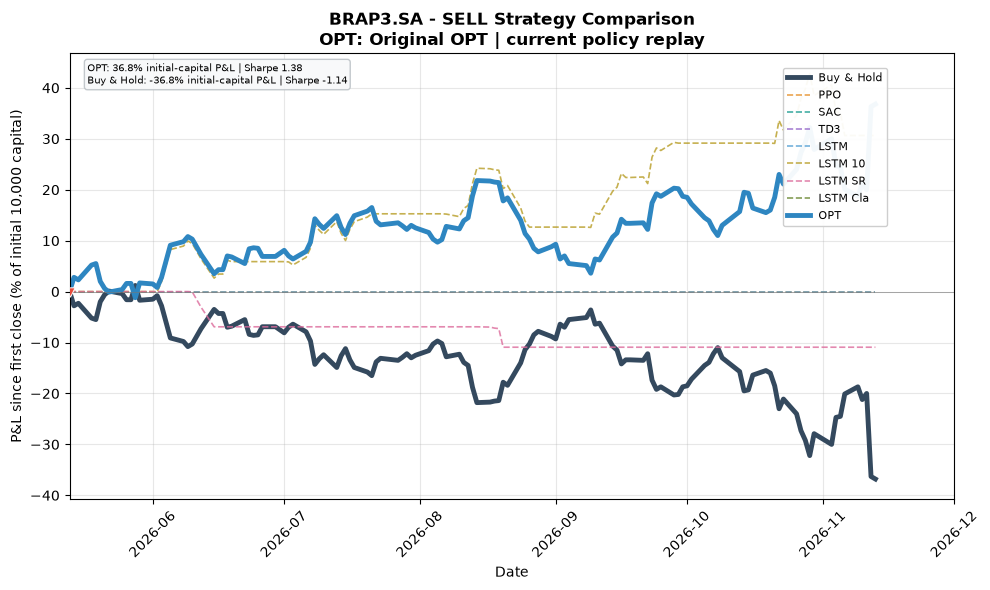 BRAP3.SA - SELL Strategy Comparison
OPT: Original OPT | current policy replay
OPT: 36.8% initial-capital P&L | Sharpe 1.38
Buy & Hold: -36.8% initial-capital P&L | Sharpe -1.14
Buy & Hold
PPO
SAC
TD3
LSTM
LSTM 10
LSTM SR
LSTM Cla
OPT
P&L since first close (% of initial 10,000 capital)
40
30
20
10
0
−10
−20
−30
−40
2026-06
2026-07
2026-08
2026-09
2026-10
2026-11
2026-12
Date